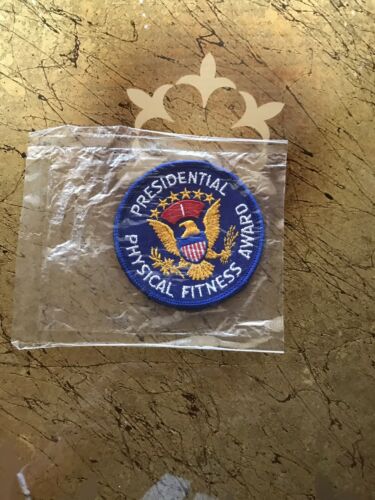 PRESIDENTIAL
PHYSICAL FITNESS AWARD